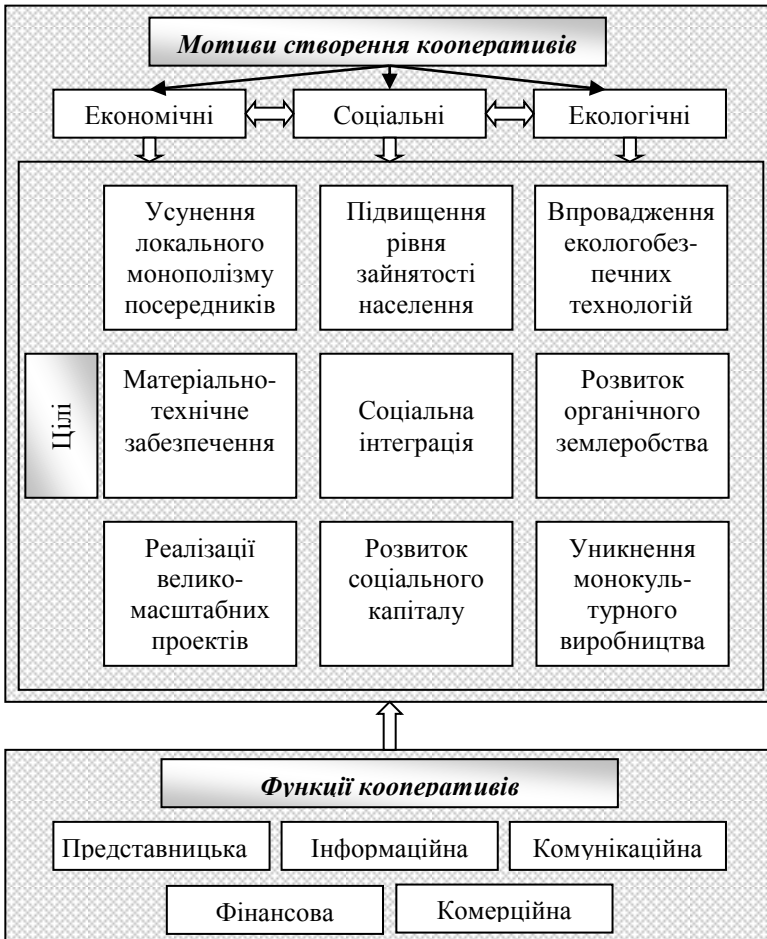 Мотиви створення кооперативів
Економічні
Соціальні
Екологічні
Усунення
локального
монополізму
посередників
Підвищення
рівня
зайнятості
населення
Впровадження
екологобез-
печних
технологій
Цілі
Матеріально-
технічне
забезпечення
Соціальна
інтеграція
Розвиток
органічного
землеробства
Реалізації
велико-
масштабних
проектів
Розвиток
соціального
капіталу
Уникнення
монокуль-
турного
виробництва
Функції кооперативів
Представницька
Інформаційна
Комунікаційна
Фінансова
Комерційна